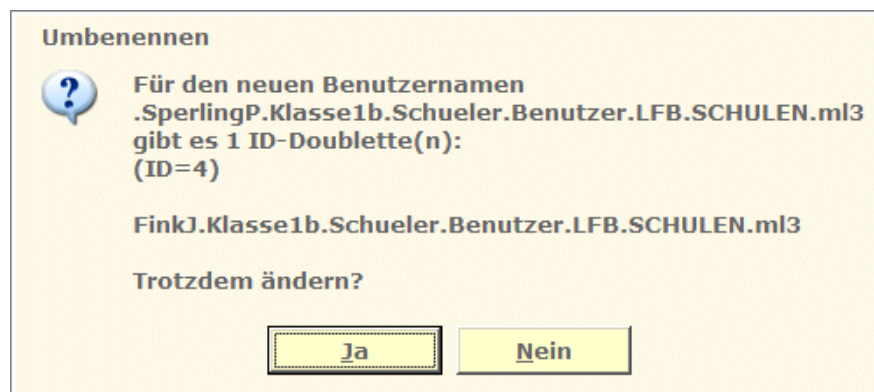 Umbenennen
Für den neuen Benutzernamen
.SperlingP.Klasse1b.Schueler.Benutzer.LFB.SCHULEN.ml3
gibt es 1 ID-Doublette(n):
(ID=4)
FinkJ.Klasse1b.Schueler.Benutzer.LFB.SCHULEN.ml3
Trotzdem ändern?
Ja
Nein